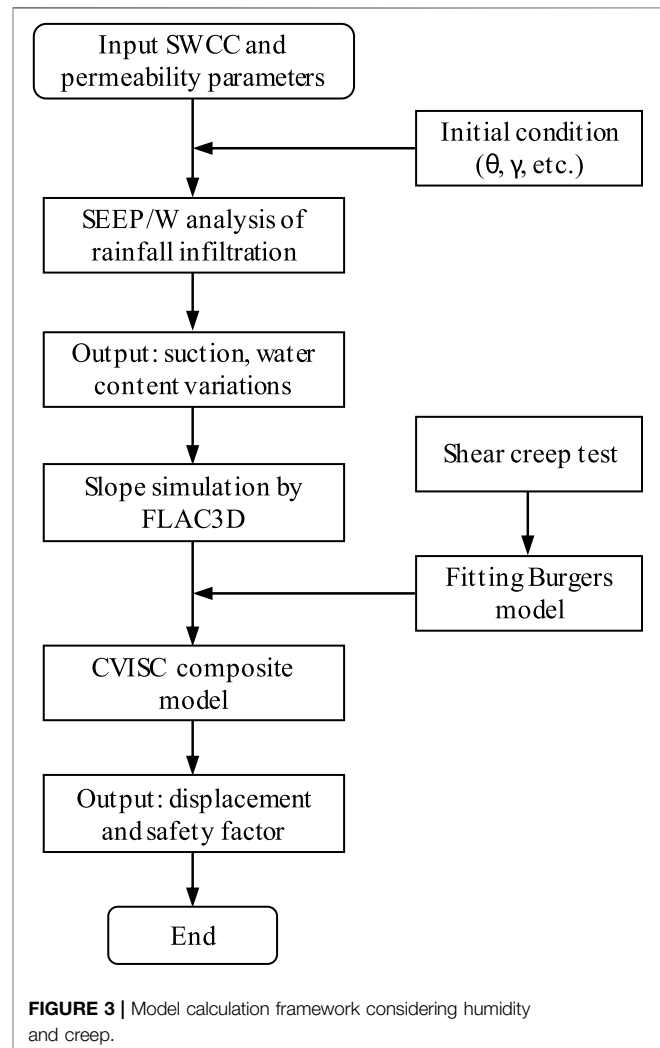 Input SWCC and
permeability parameters
Initial condition
(θ, γ, etc.)
SEEP/W analysis of
rainfall infiltration
Output: suction, water
content variations
Shear creep test
Slope simulation by
FLAC3D
Fitting Burgers
model
CVISC composite
model
Output: displacement
and safety factor
End
FIGURE 3 | Model calculation framework considering humidity
and creep.